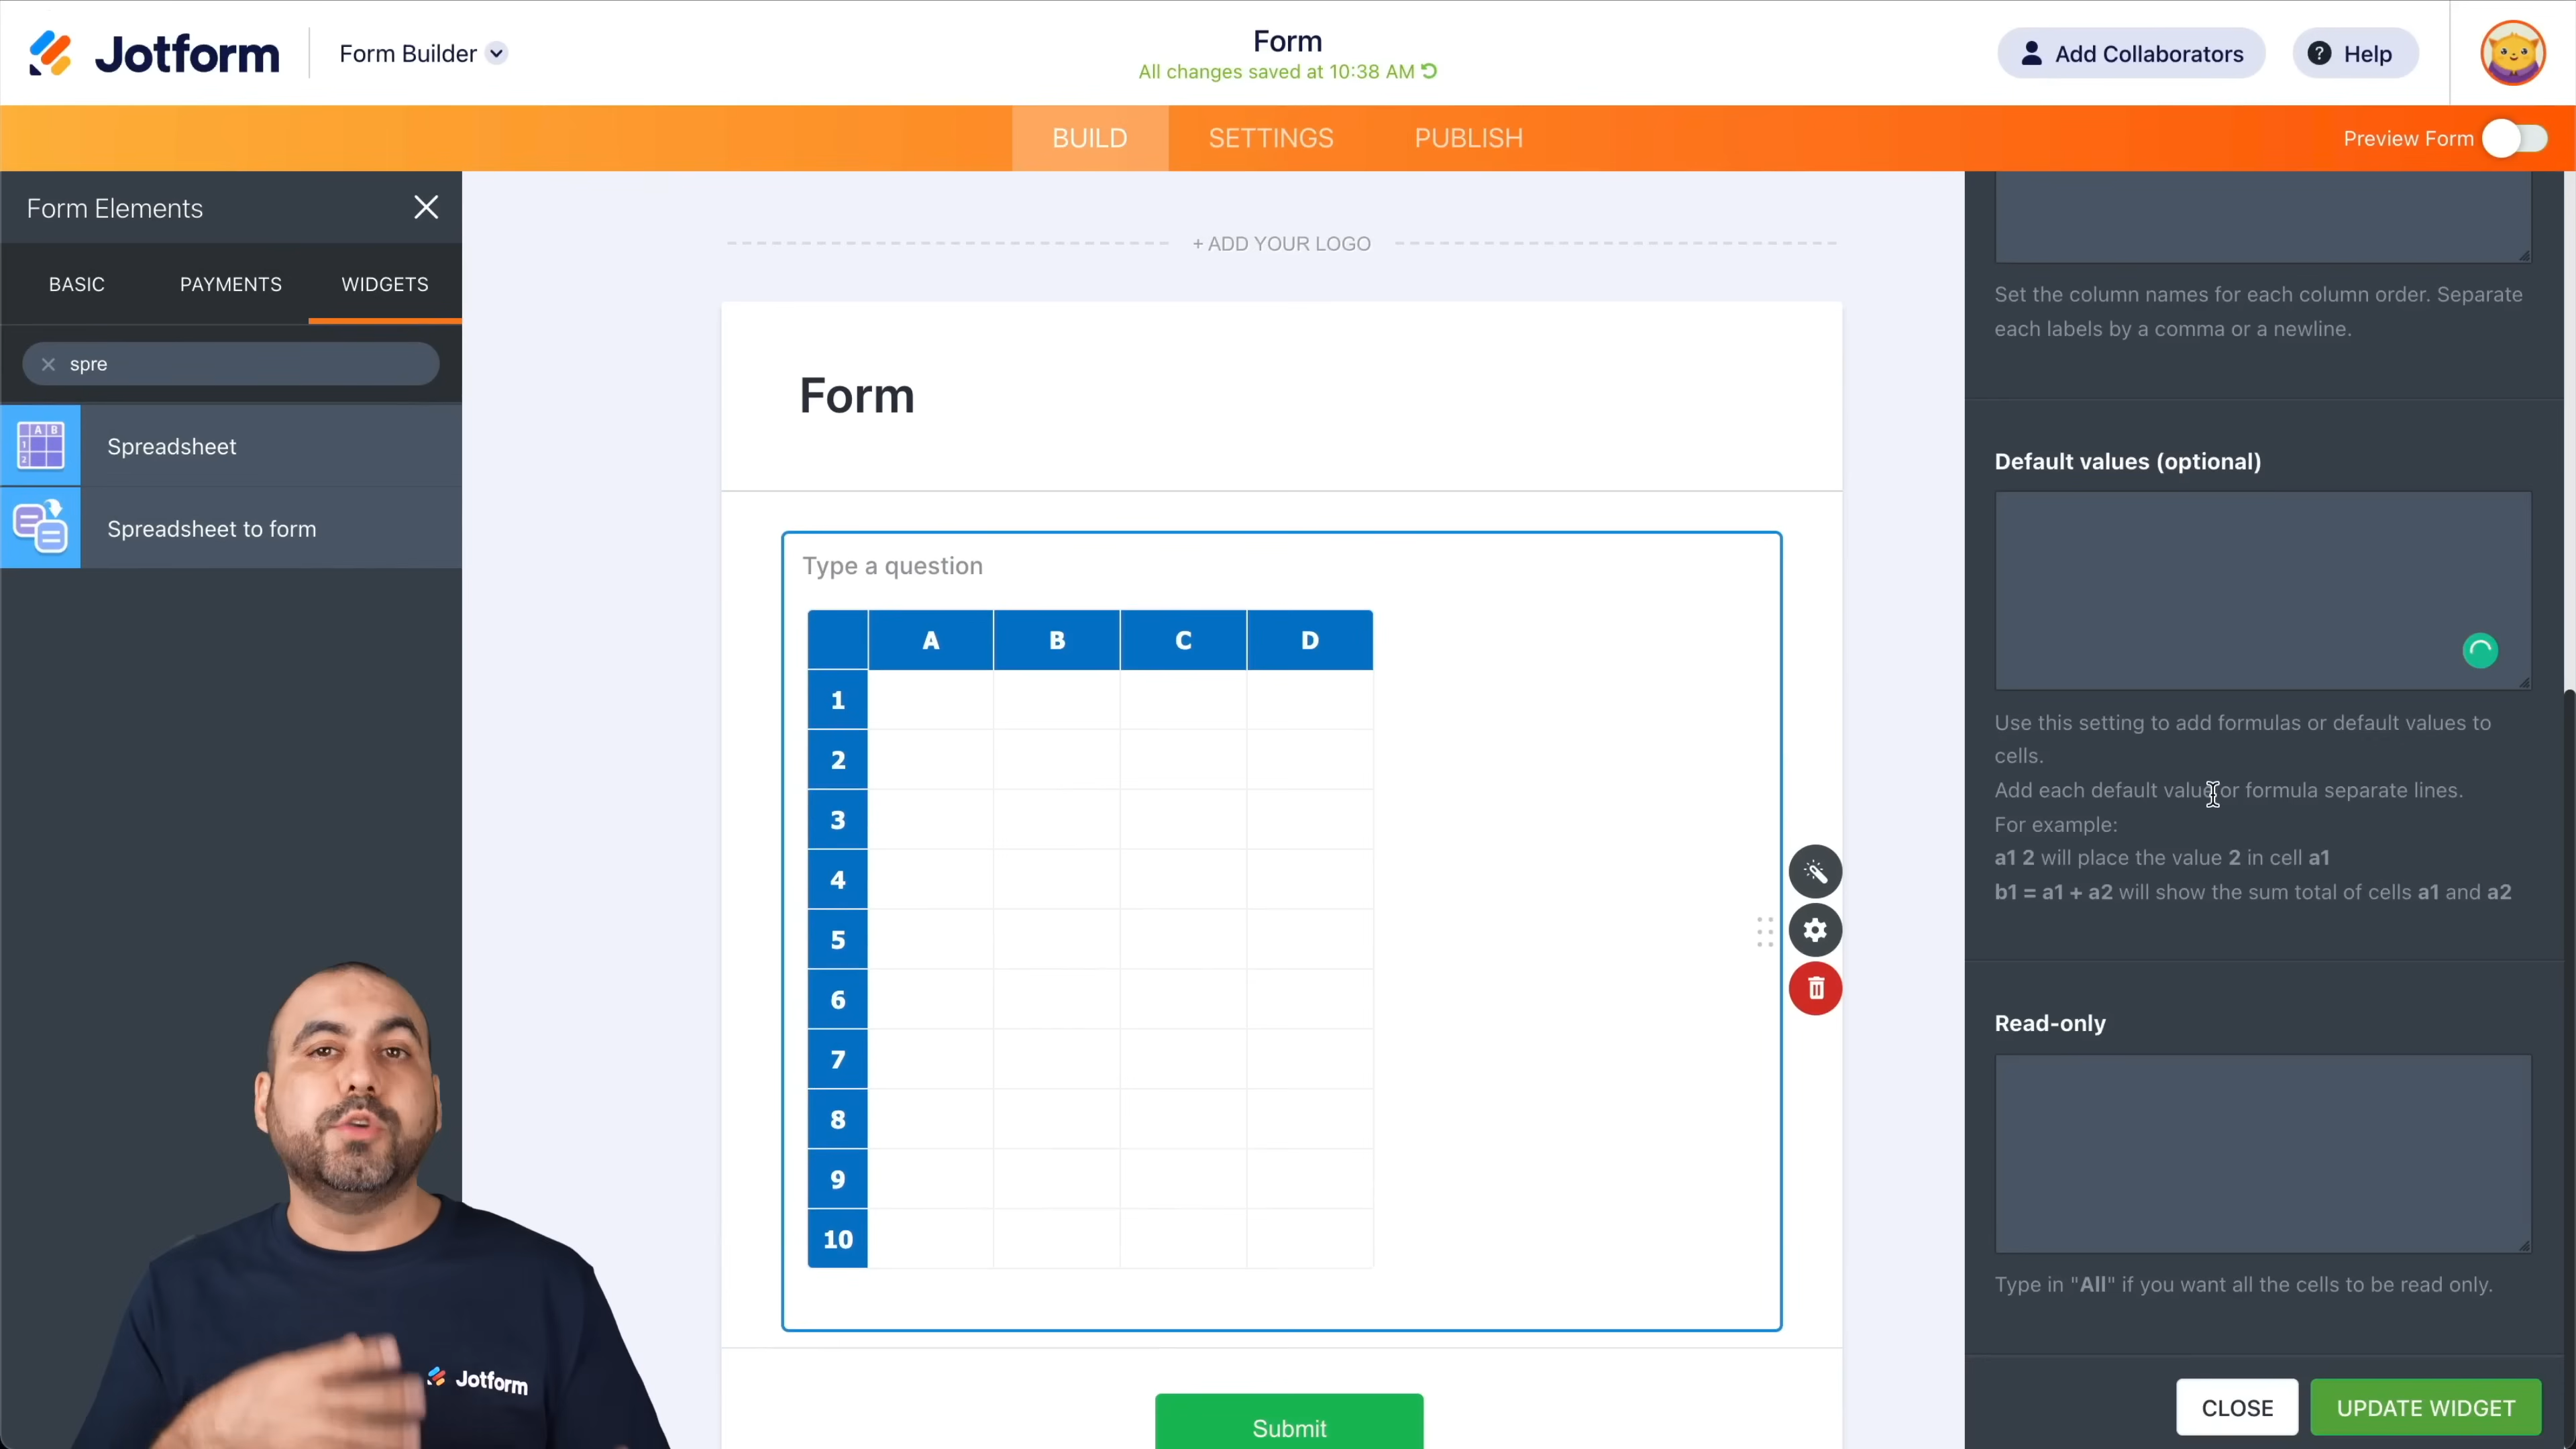 Jotform
Form Builder
Form
All changes saved at 10:38 AM
Add Collaborators
? Help
BUILD
SETTINGS
PUBLISH
Preview Form
Form Elements
BASIC
PAYMENTS
WIDGETS
spre
A B
1
2
Spreadsheet
Spreadsheet to form
+ ADD YOUR LOGO
Form
Type a question
A B C D
1
2
3
4
5
6
7
8
9
10
Submit
Set the column names for each column order. Separate
each labels by a comma or a newline.
Default values (optional)
Use this setting to add formulas or default values to
cells.
Add each default value or formula separate lines.
For example:
a1 2 will place the value 2 in cell a1
b1 = a1 + a2 will show the sum total of cells a1 and a2
Read-only
Type in "All" if you want all the cells to be read only.
CLOSE
UPDATE WIDGET
Jotform